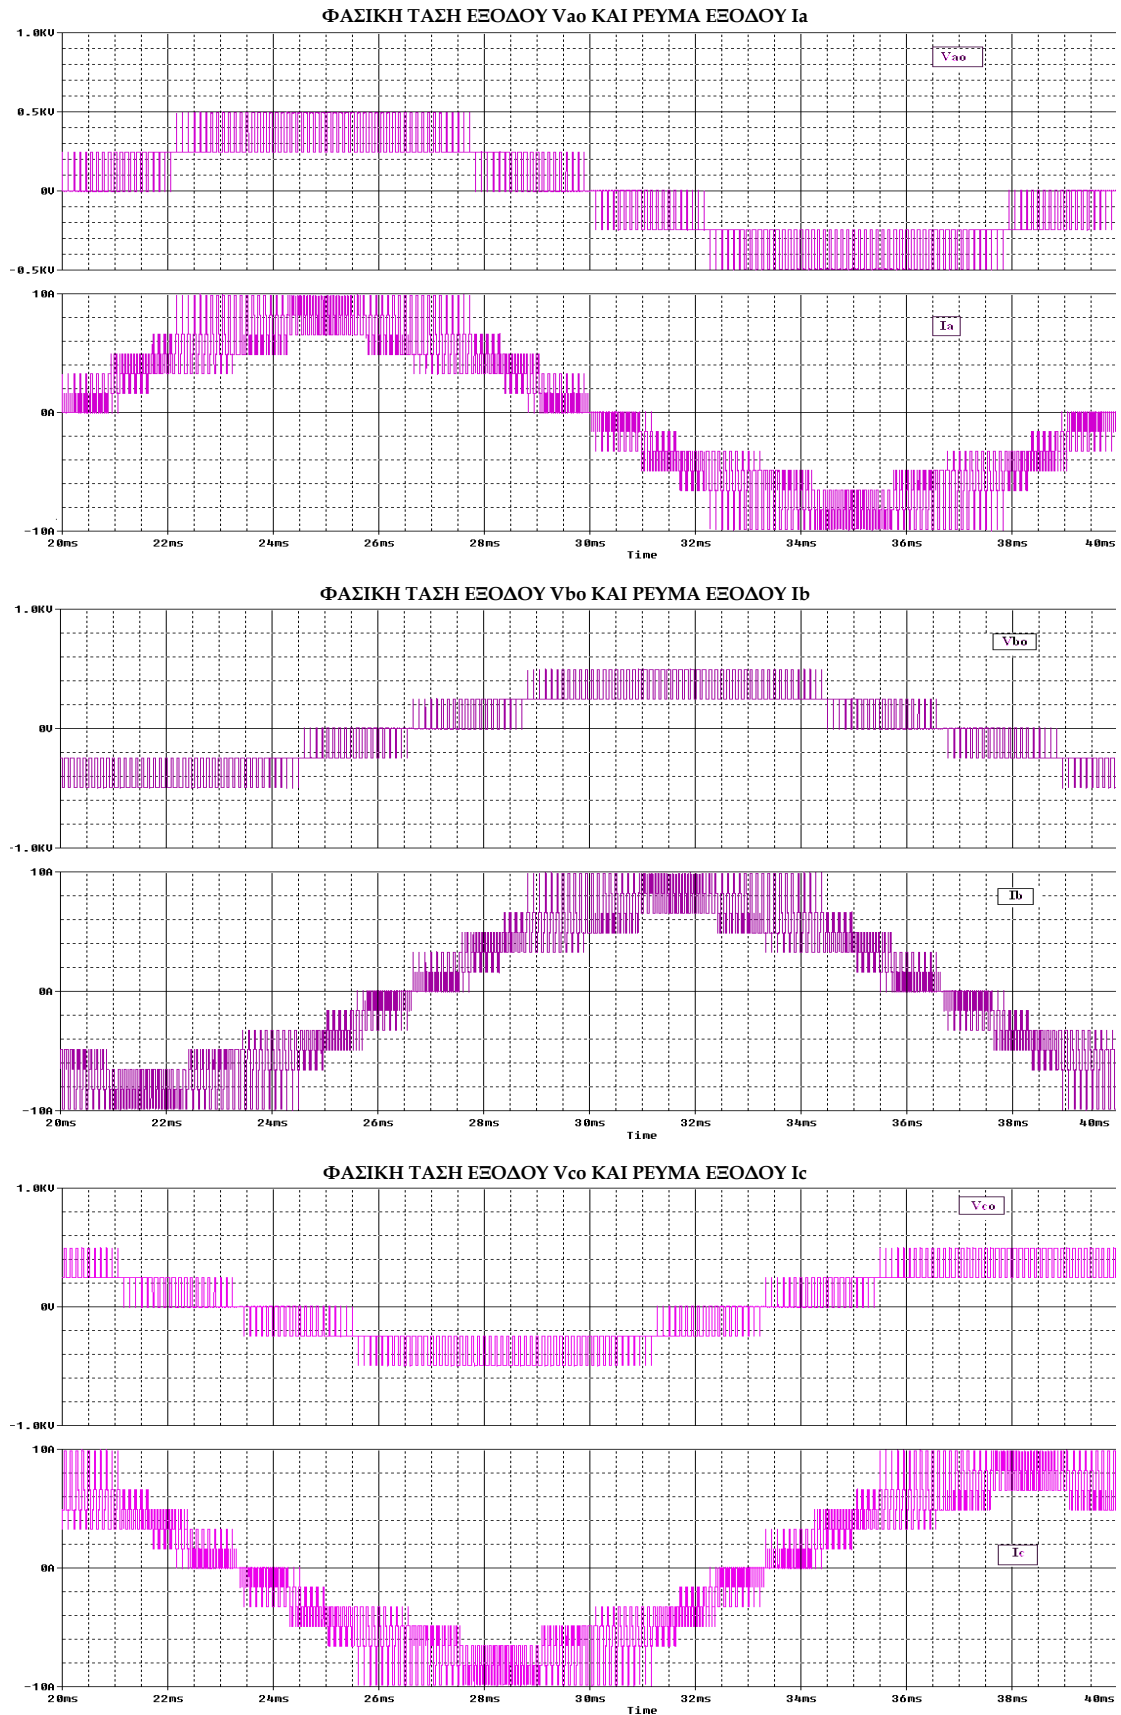 ΦΑΣΙΚΗ ΤΑΣΗ ΕΞΟΔΟΥ Vao ΚΑΙ ΡΕΥΜΑ ΕΞΟΔΟΥ Ia
1.0KV
Vao
0.5KV
0V
-0.5KV
10A
Ia
0A
-10A
20ms 22ms 24ms 26ms 28ms 30ms 32ms 34ms 36ms 38ms 40ms
Time
ΦΑΣΙΚΗ ΤΑΣΗ ΕΞΟΔΟΥ Vbo ΚΑΙ ΡΕΥΜΑ ΕΞΟΔΟΥ Ib
1.0KV
Vbo
0V
-1.0KV
10A
Ib
0A
-10A
20ms 22ms 24ms 26ms 28ms 30ms 32ms 34ms 36ms 38ms 40ms
Time
ΦΑΣΙΚΗ ΤΑΣΗ ΕΞΟΔΟΥ Vco ΚΑΙ ΡΕΥΜΑ ΕΞΟΔΟΥ Ic
1.0KV
Vco
0V
-1.0KV
10A
Ic
0A
-10A
20ms 22ms 24ms 26ms 28ms 30ms 32ms 34ms 36ms 38ms 40ms
Time